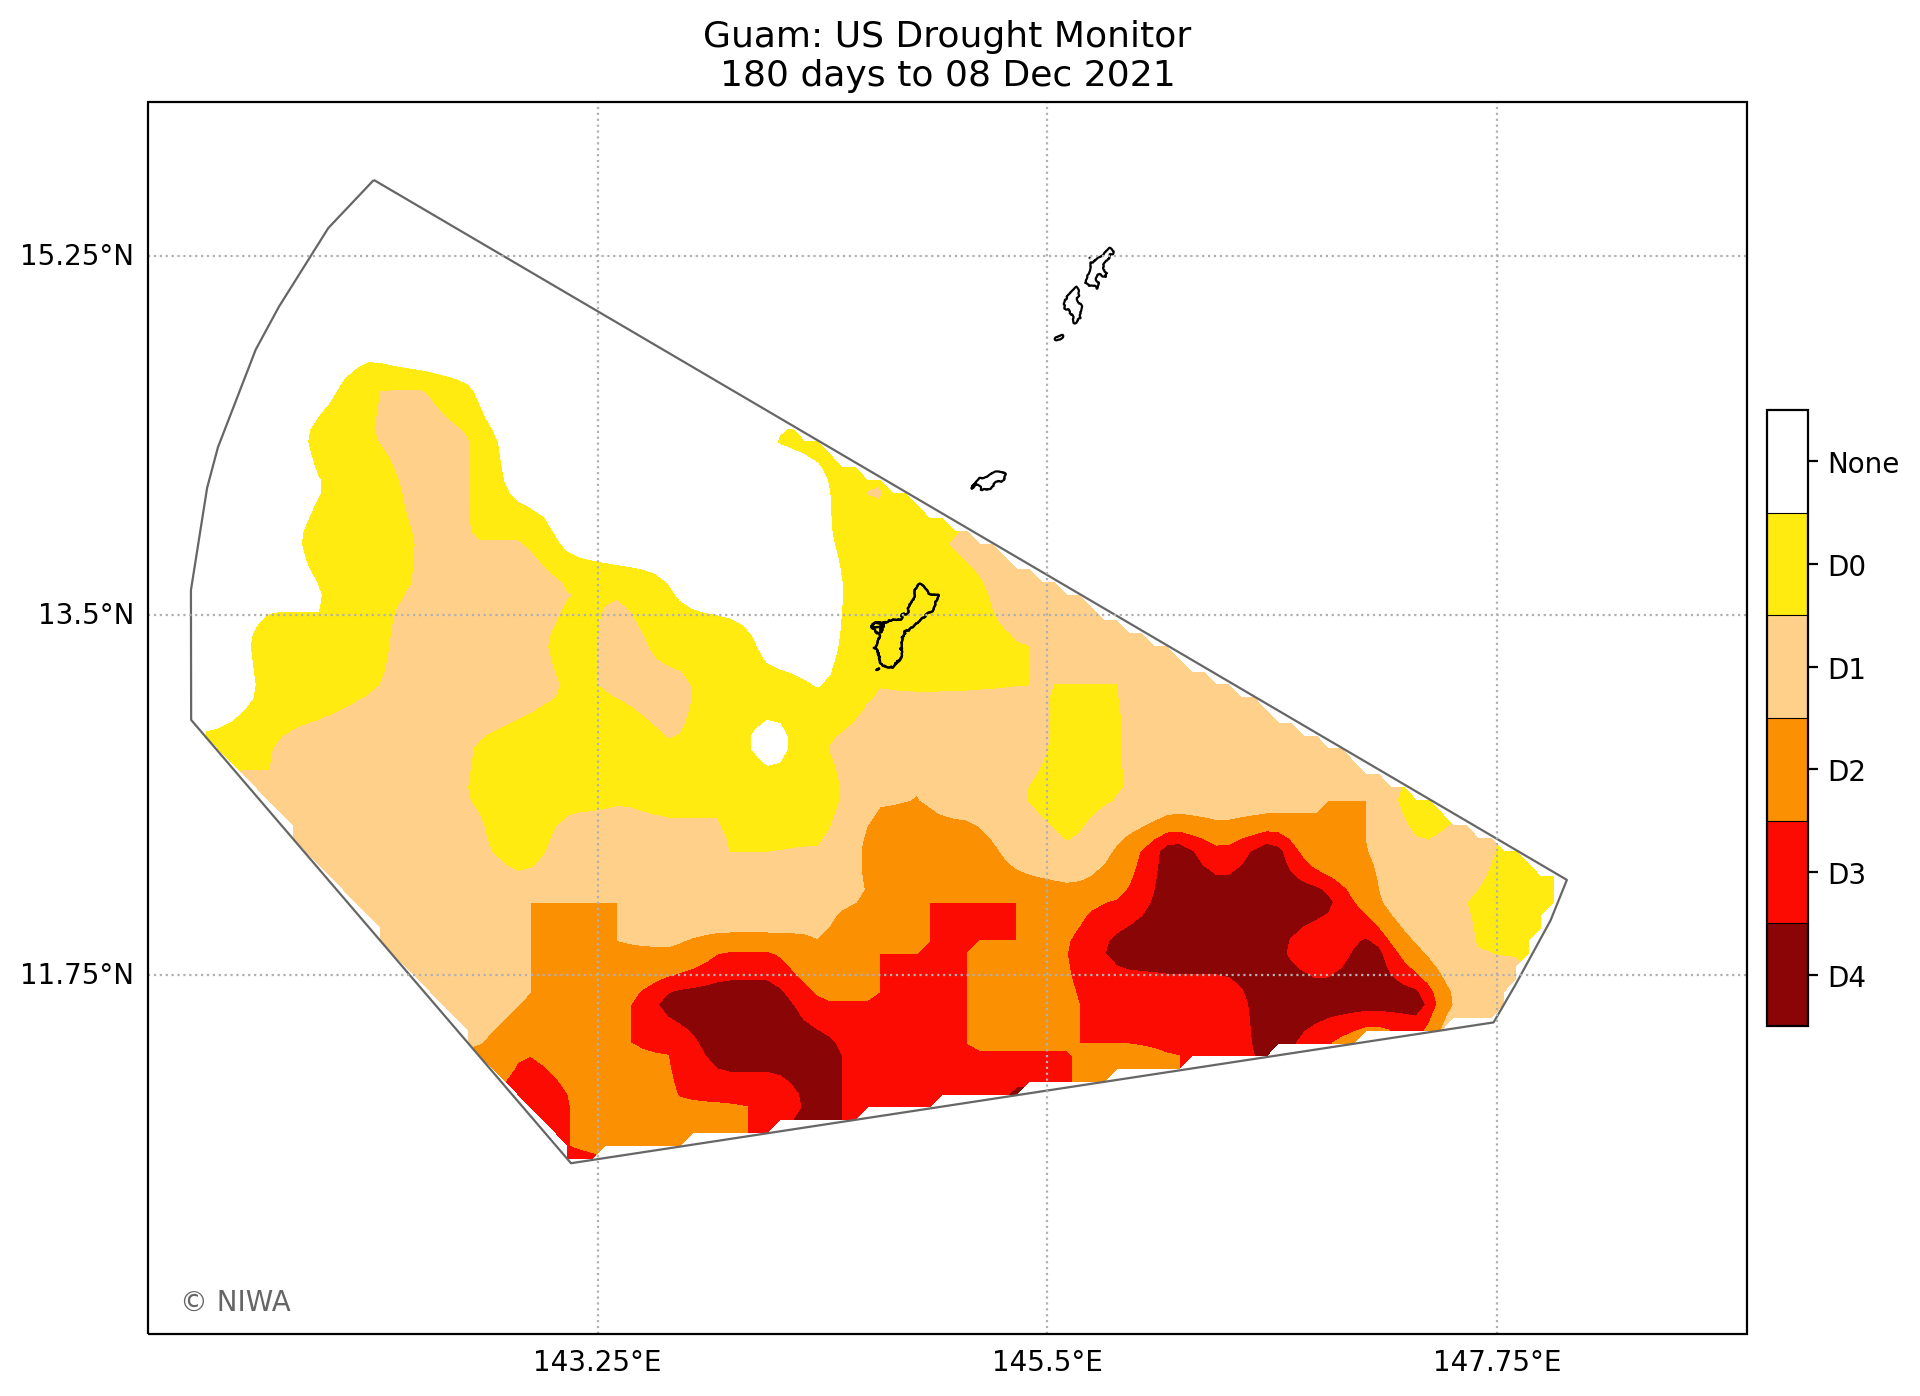 Guam: US Drought Monitor
180 days to 08 Dec 2021
15.25°N
13.5°N
11.75°N
143.25°E
145.5°E
147.75°E
None
D0
D1
D2
D3
D4
© NIWA